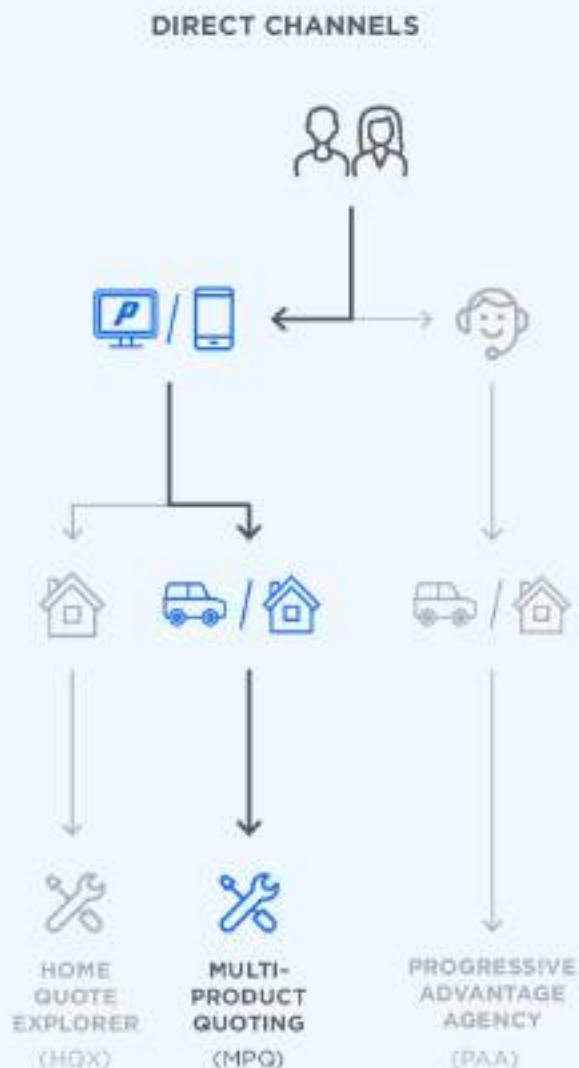 DIRECT CHANNELS
P
HOME
QUOTE
EXPLORER
(HQX)
MULTI-
PRODUCT
QUOTING
(MPQ)
PROGRESSIVE
ADVANTAGE
AGENCY
(PAA)